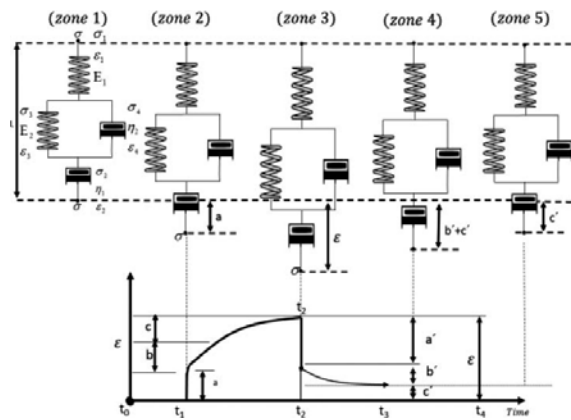 (zone 1) (zone 2) (zone 3) (zone 4) (zone 5)
σ σ₁
ε₁
E₁
σ₃ σ₄
E₂ η₂
ε₃ ε₄
σ₁
η₁
σ ε₂
a
σ
ε
σ
b´+c´
c´
t₂
c
ε
b
a
a´
b´
c´
ε
t₀ t₁ t₂ t₃ t₄ Time